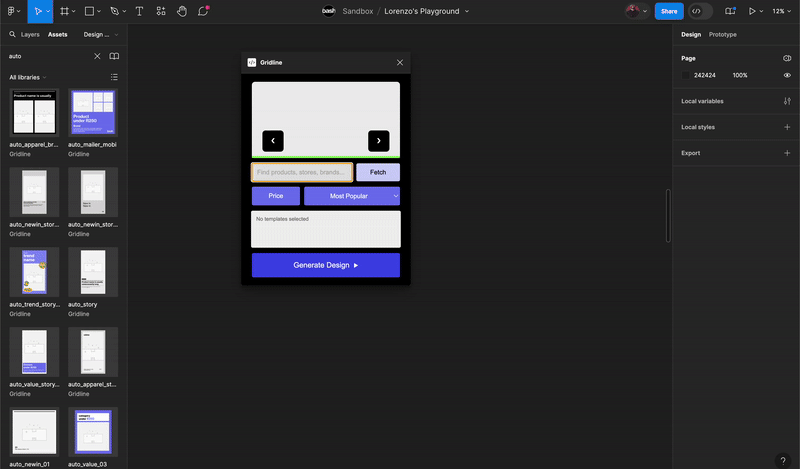 DASH
Sandbox / Lorenzo's Playground
Share
12%
Layers
Assets
Design ...
auto
All libraries
Product name is usually
auto_apparel_br...
Gridline
Product
under R250
auto_mailer_mobi
Gridline
auto_newin_stor...
Gridline
auto_newin_stor...
Gridline
trend
name
auto_trend_story...
Gridline
auto_story
Gridline
auto_value_story...
Gridline
auto_apparel_st...
Gridline
auto_newin_01
auto_value_03
Gridline
Find products, stores, brands...
Fetch
Price
Most Popular
No templates selected
Generate Design
Design
Prototype
Page
242424
100%
Local variables
Local styles
Export
?